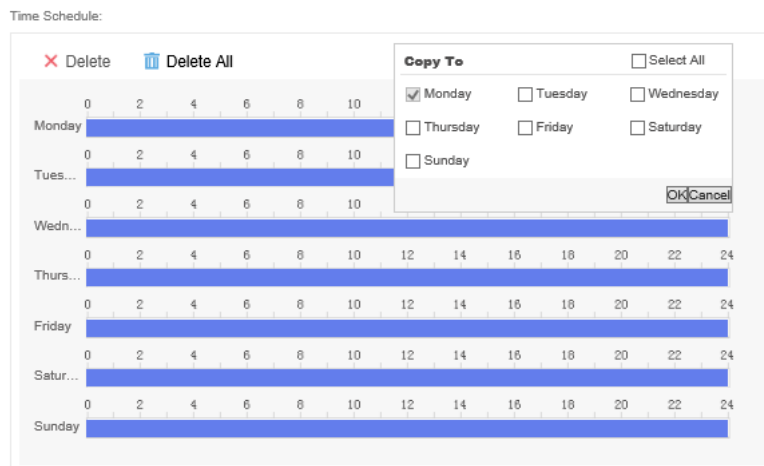 Time Schedule:
Delete Delete All
Copy To Select All
Monday Tuesday Wednesday
Thursday Friday Saturday
Sunday
OK Cancel
0 2 4 6 8 10
Monday
0 2 4 6 8 10
Tues...
0 2 4 6 8 10
Wedn...
0 2 4 6 8 10 12 14 16 18 20 22 24
Thurs...
0 2 4 6 8 10 12 14 16 18 20 22 24
Friday
0 2 4 6 8 10 12 14 16 18 20 22 24
Satur...
0 2 4 6 8 10 12 14 16 18 20 22 24
Sunday